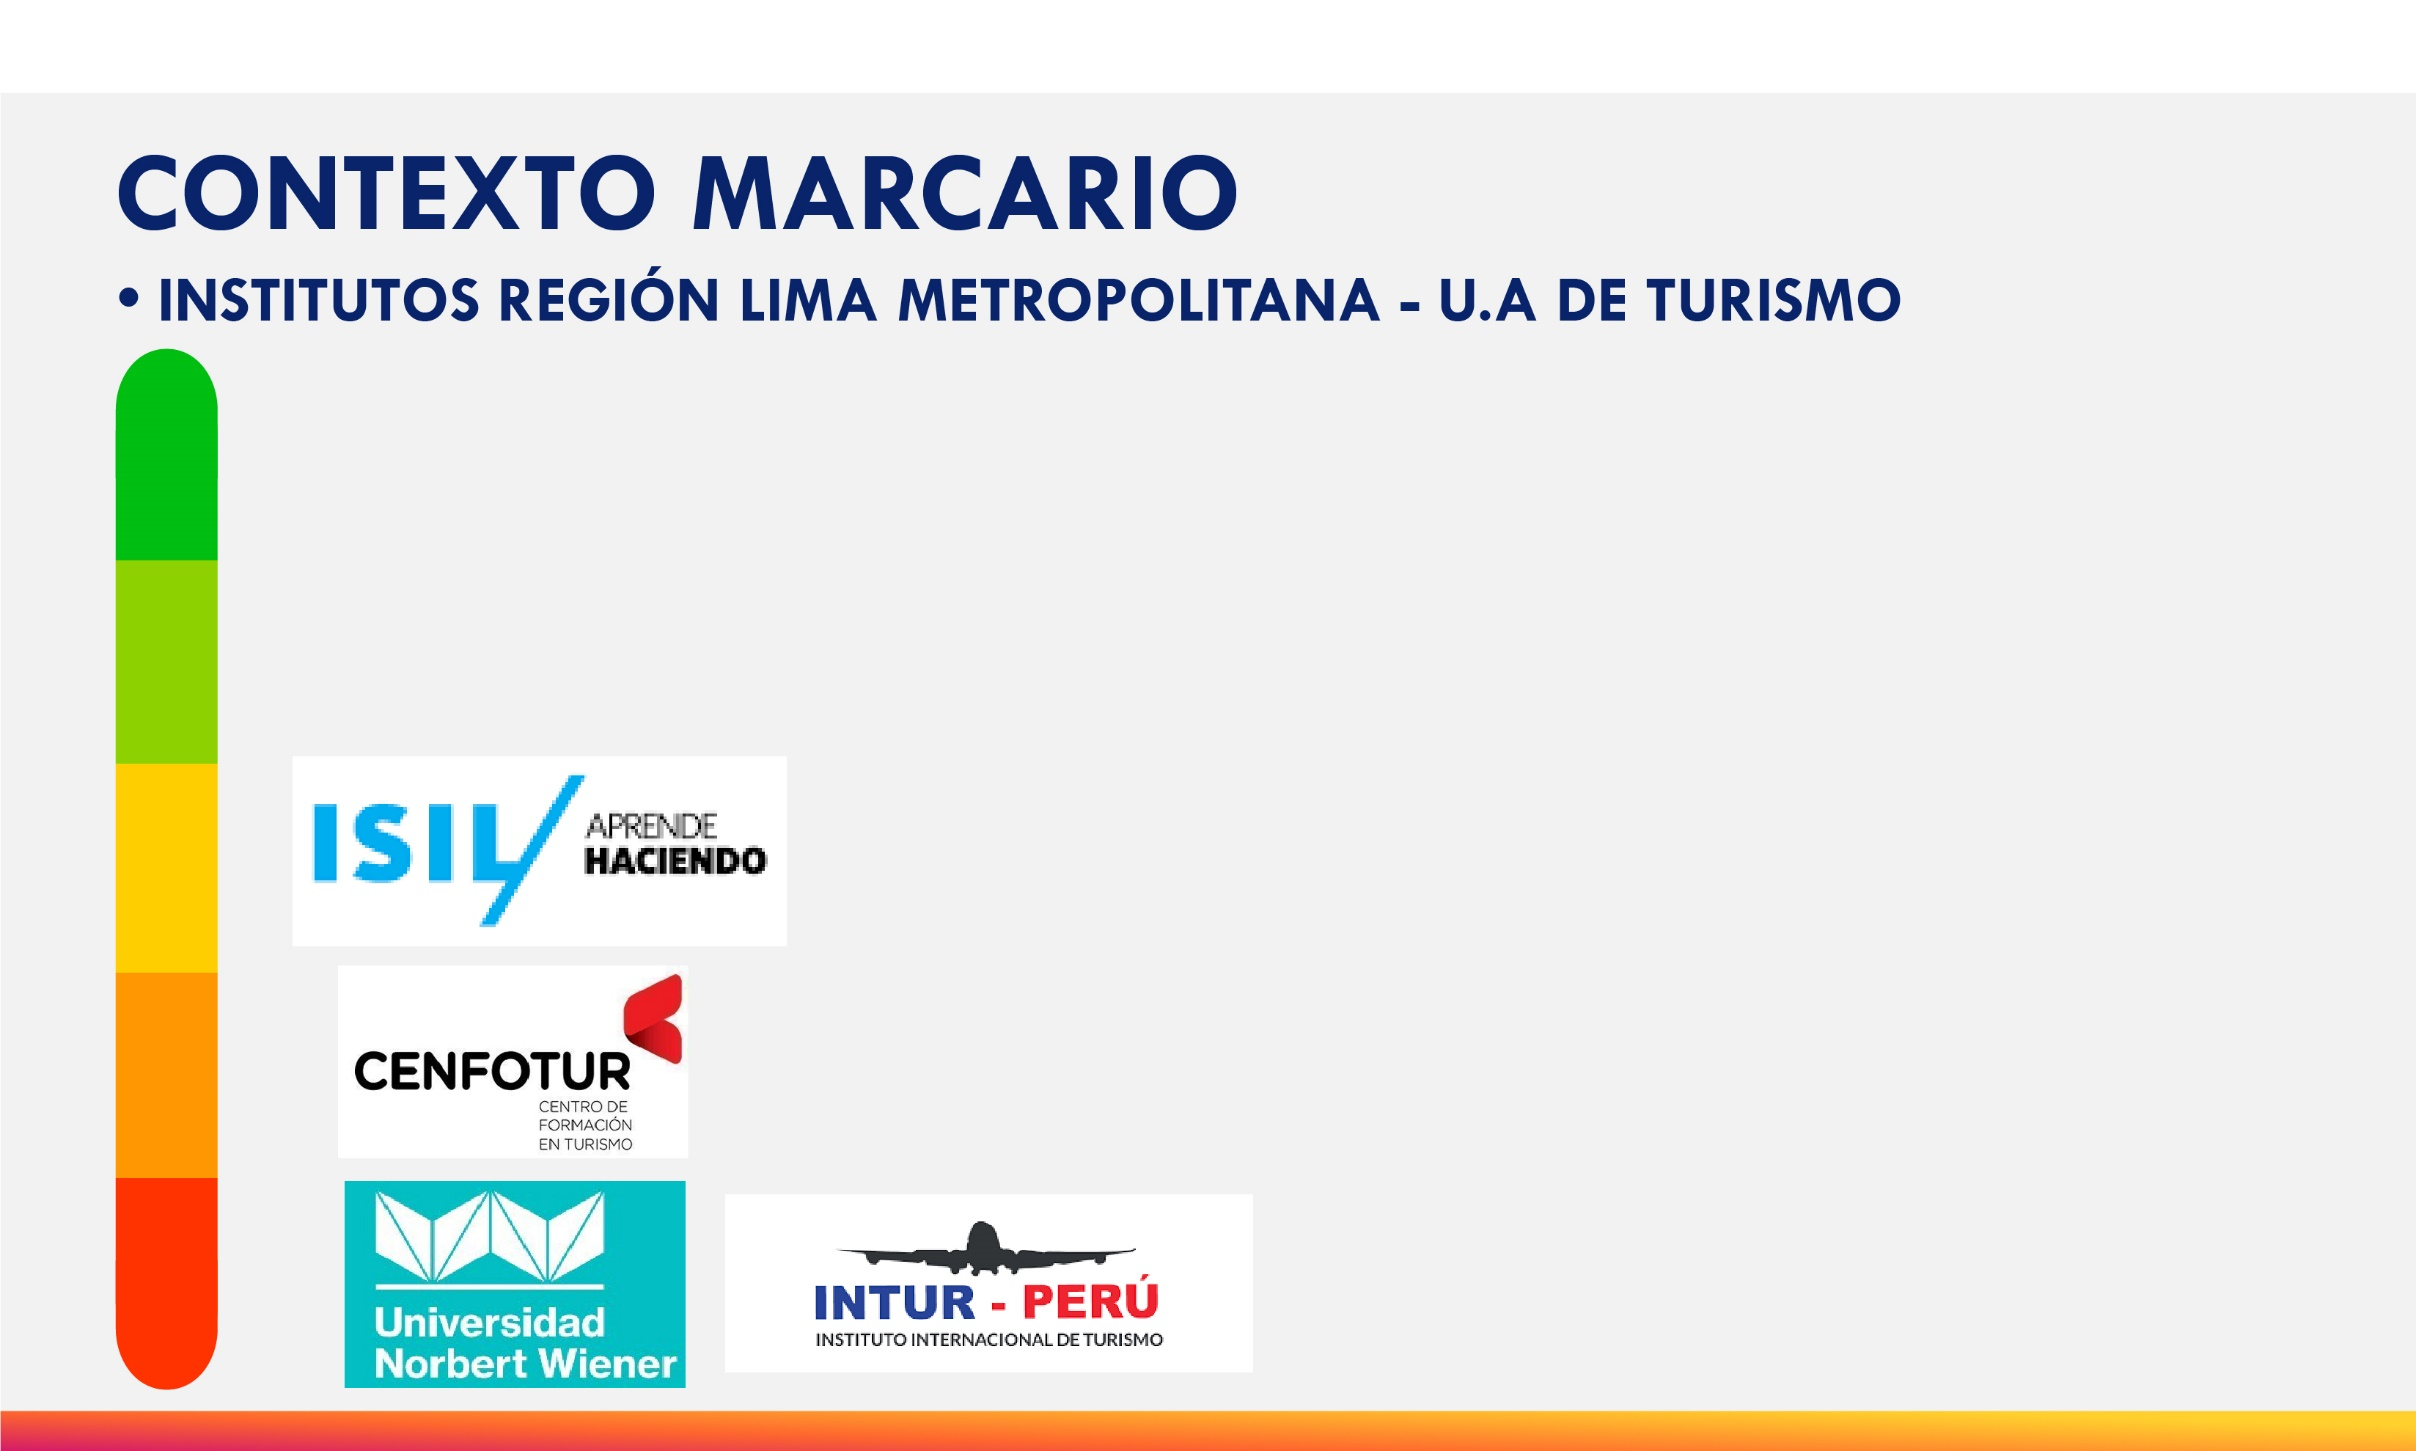 CONTEXTO MARCARIO
• INSTITUTOS REGIÓN LIMA METROPOLITANA - U.A DE TURISMO
ISIL/ APRENDE
HACIENDO
CENFOTUR
CENTRO DE
FORMACIÓN
EN TURISMO
Universidad
Norbert Wiener
INTUR - PERÚ
INSTITUTO INTERNACIONAL DE TURISMO